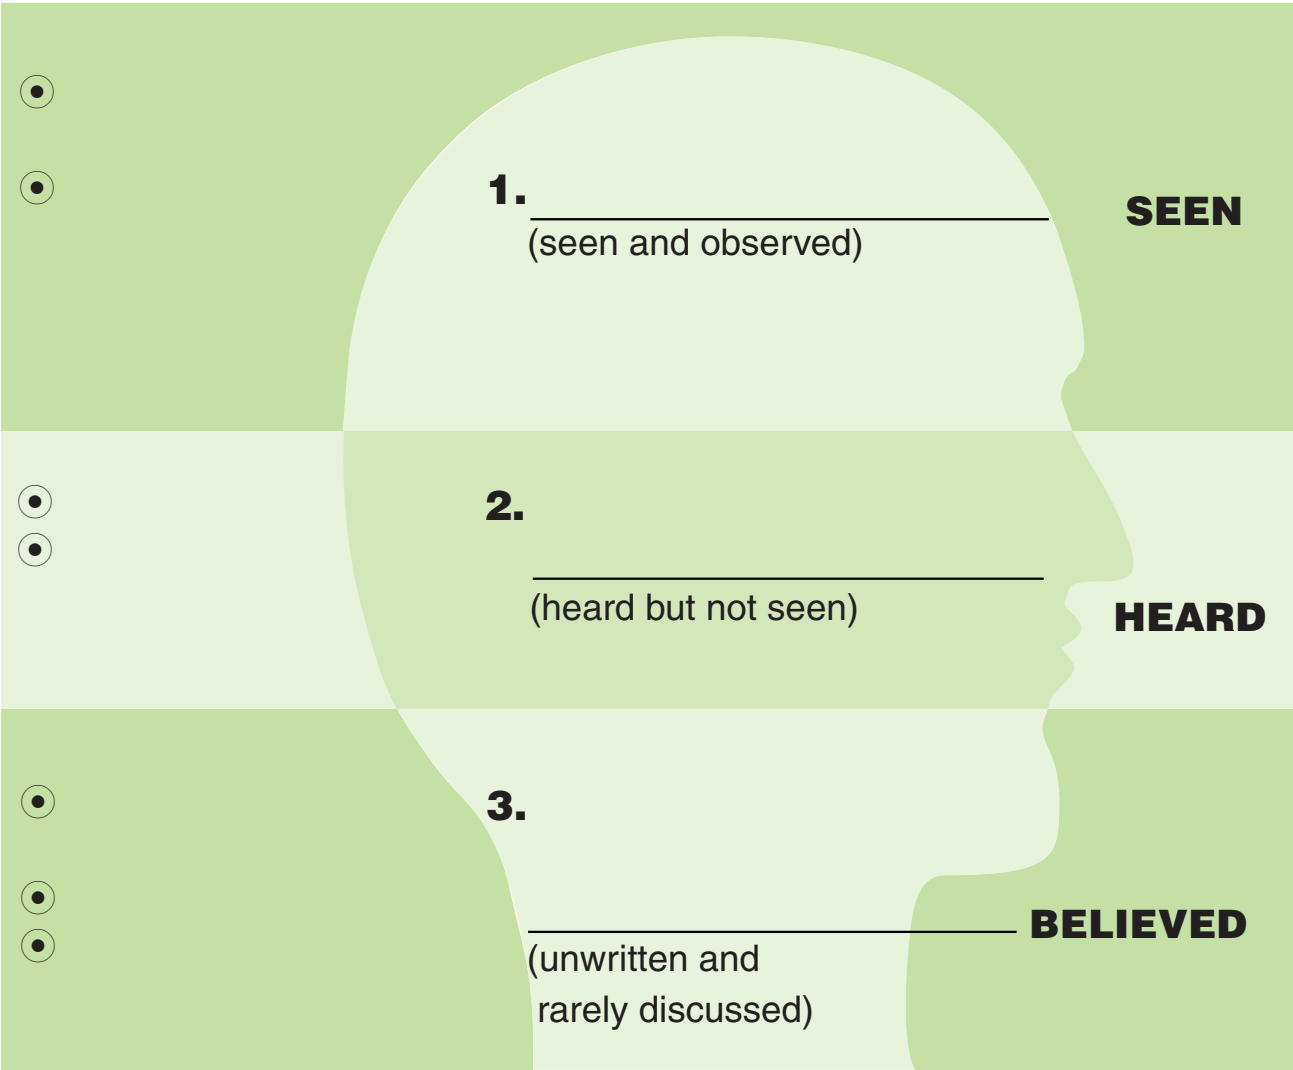 1.
(seen and observed)
SEEN
2.
(heard but not seen)
HEARD
3.
BELIEVED
(unwritten and
rarely discussed)